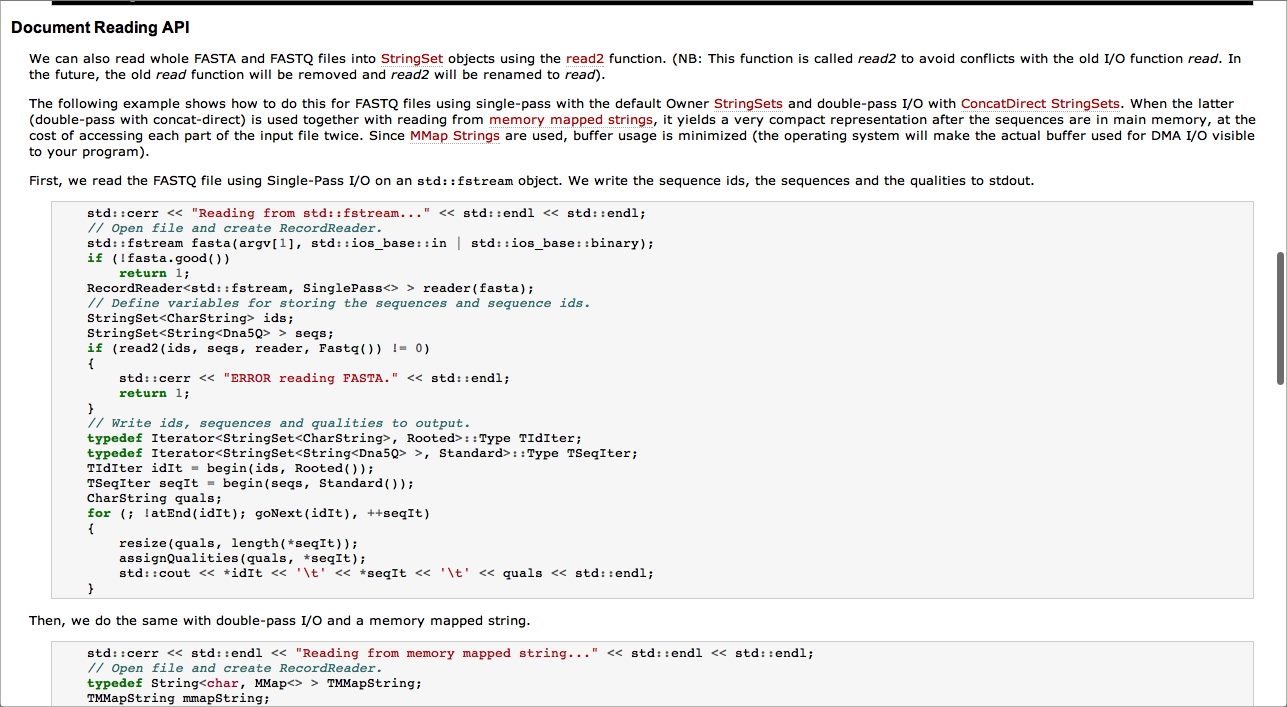 Document Reading API
We can also read whole FASTA and FASTQ files into StringSet objects using the read2 function. (NB: This function is called read2 to avoid conflicts with the old I/O function read. In
the future, the old read function will be removed and read2 will be renamed to read).
The following example shows how to do this for FASTQ files using single-pass with the default Owner StringSets and double-pass I/O with ConcatDirect StringSets. When the latter
(double-pass with concat-direct) is used together with reading from memory mapped strings, it yields a very compact representation after the sequences are in main memory, at the
cost of accessing each part of the input file twice. Since MMap Strings are used, buffer usage is minimized (the operating system will make the actual buffer used for DMA I/O visible
to your program).
First, we read the FASTQ file using Single-Pass I/O on an std::fstream object. We write the sequence ids, the sequences and the qualities to stdout.
std::cerr << "Reading from std::fstream..." << std::endl << std::endl;
// Open file and create RecordReader.
std::fstream fasta(argv[1], std::ios_base::in | std::ios_base::binary);
if (!fasta.good())
    return 1;
RecordReader<std::fstream, SinglePass<> > reader(fasta);
// Define variables for storing the sequences and sequence ids.
StringSet<CharString> ids;
StringSet<String<Dna5Q> > seqs;
if (read2(ids, seqs, reader, Fastq()) != 0)
{
    std::cerr << "ERROR reading FASTA." << std::endl;
    return 1;
}
// Write ids, sequences and qualities to output.
typedef Iterator<StringSet<CharString>, Rooted>::Type TIdIter;
typedef Iterator<StringSet<String<Dna5Q> >, Standard>::Type TSeqIter;
TIdIter idIt = begin(ids, Rooted());
TSeqIter seqIt = begin(seqs, Standard());
CharString quals;
for (; !atEnd(idIt); goNext(idIt), ++seqIt)
{
    resize(quals, length(*seqIt));
    assignQualities(quals, *seqIt);
    std::cout << *idIt << '\t' << *seqIt << '\t' << quals << std::endl;
}
Then, we do the same with double-pass I/O and a memory mapped string.
std::cerr << std::endl << "Reading from memory mapped string..." << std::endl << std::endl;
// Open file and create RecordReader.
typedef String<char, MMap<> > TMMapString;
TMMapString mmapString;